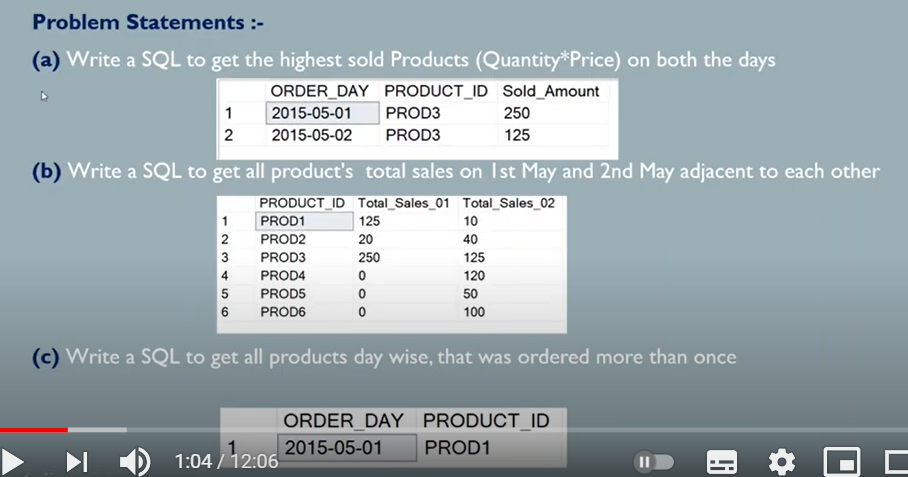 Problem Statements :-
(a) Write a SQL to get the highest sold Products (Quantity*Price) on both the days
ORDER_DAY PRODUCT_ID Sold_Amount
1 2015-05-01 PROD3 250
2 2015-05-02 PROD3 125
(b) Write a SQL to get all product's total sales on 1st May and 2nd May adjacent to each other
PRODUCT_ID Total_Sales_01 Total_Sales_02
1 PROD1 125 10
2 PROD2 20 40
3 PROD3 250 125
4 PROD4 0 120
5 PROD5 0 50
6 PROD6 0 100
(c) Write a SQL to get all products day wise, that was ordered more than once
ORDER_DAY PRODUCT_ID
1 2015-05-01 PROD1
1:04 / 12:06